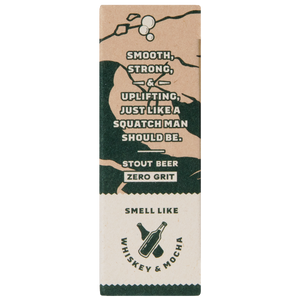 SMOOTH,
STRONG,
&
UPLIFTING,
JUST LIKE A
SQUATCH MAN
SHOULD BE.
STOUT BEER
ZERO GRIT
SMELL LIKE
WHISKEY & MOCHA